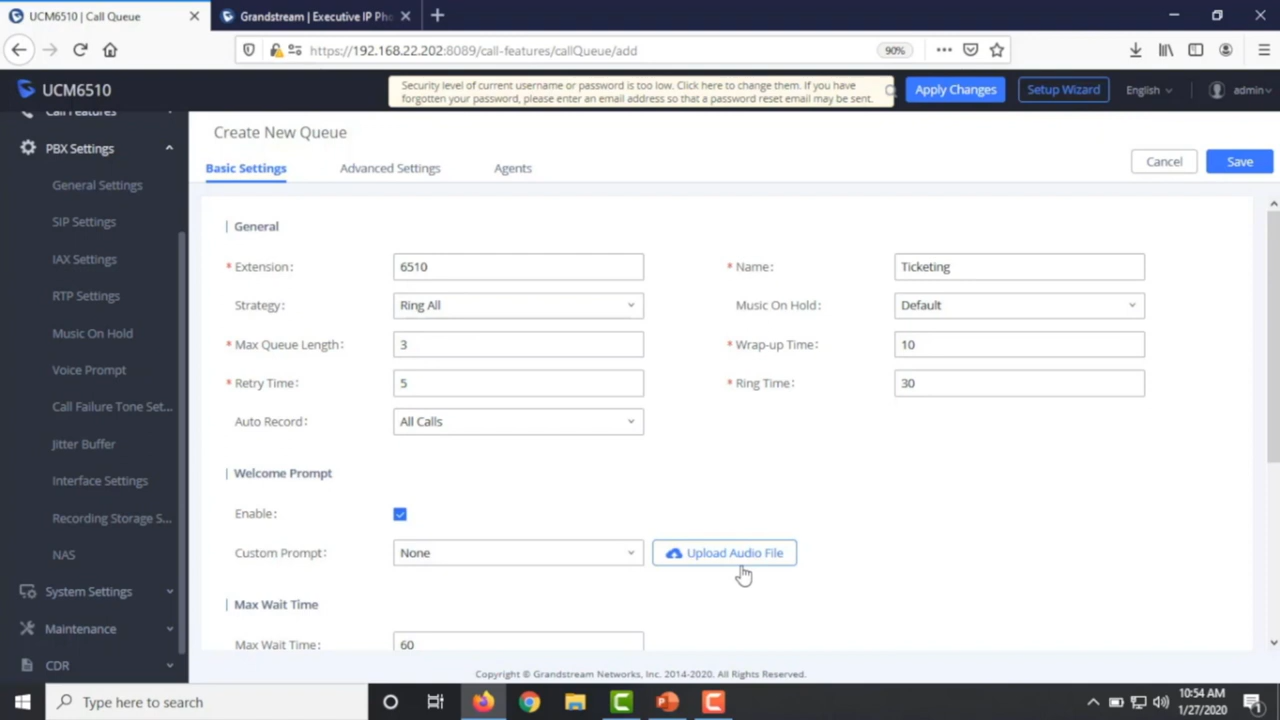 UCM6510 | Call Queue
Grandstream | Executive IP Pho
https://192.168.22.202:8089/call-features/callQueue/add
90%
UCM6510
Security level of current username or password is too low. Click here to change them. If you have
forgotten your password, please enter an email address so that a password reset email may be sent.
Apply Changes
Setup Wizard
English
admin
Call Features
PBX Settings
General Settings
SIP Settings
IAX Settings
RTP Settings
Music On Hold
Voice Prompt
Call Failure Tone Set...
Jitter Buffer
Interface Settings
Recording Storage S...
NAS
System Settings
Maintenance
CDR
Create New Queue
Basic Settings
Advanced Settings
Agents
Cancel
Save
General
* Extension: 6510
* Name: Ticketing
Strategy: Ring All
Music On Hold: Default
* Max Queue Length: 3
* Wrap-up Time: 10
* Retry Time: 5
* Ring Time: 30
Auto Record: All Calls
Welcome Prompt
Enable:
Custom Prompt: None
Upload Audio File
Max Wait Time
Max Wait Time: 60
Copyright © Grandstream Networks, Inc. 2014-2020. All Rights Reserved.
Type here to search
10:54 AM
1/27/2020
1